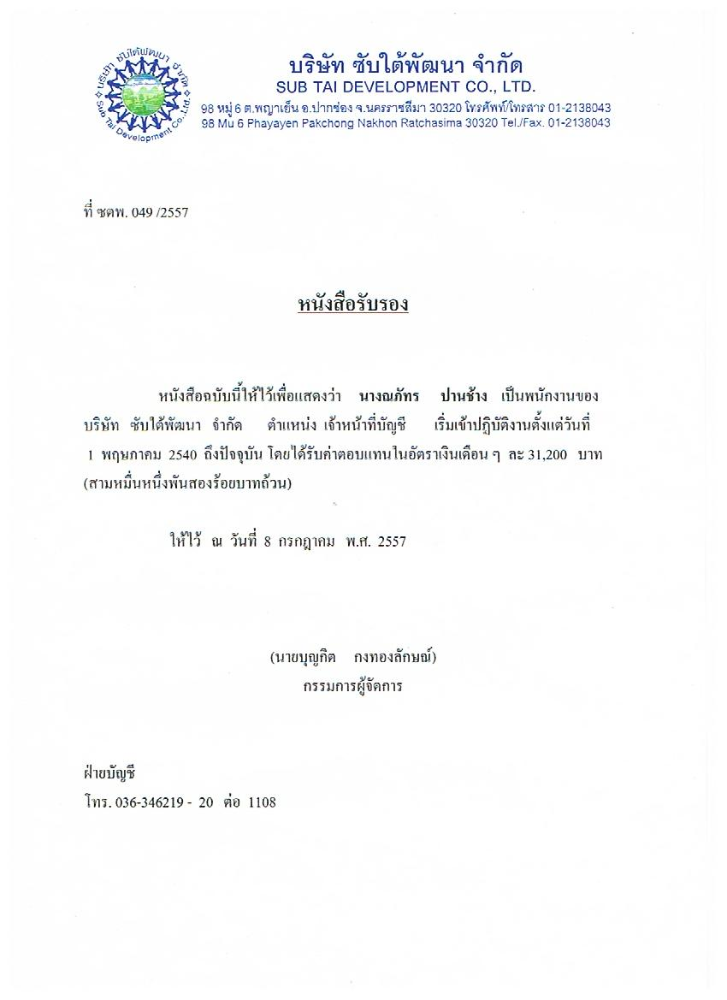 บริษัท ซับใต้พัฒนา จำกัด
Sub Tai Development Co., Ltd.
บริษัท ซับใต้พัฒนา จำกัด
SUB TAI DEVELOPMENT CO., LTD.
98 หมู่ 6 ต.พญาเย็น อ.ปากช่อง จ.นครราชสีมา 30320 โทรศัพท์/โทรสาร 01-2138043
98 Mu 6 Phayayen Pakchong Nakhon Ratchasima 30320 Tel./Fax. 01-2138043
ที่ ซตพ. 049 /2557
หนังสือรับรอง
หนังสือฉบับนี้ให้ไว้เพื่อแสดงว่า นางณภัทร ปานช้าง เป็นพนักงานของ
บริษัท ซับใต้พัฒนา จำกัด ตำแหน่ง เจ้าหน้าที่บัญชี เริ่มเข้าปฏิบัติงานตั้งแต่วันที่
1 พฤษภาคม 2540 ถึงปัจจุบัน โดยได้รับค่าตอบแทนในอัตราเงินเดือน ๆ ละ 31,200 บาท
(สามหมื่นหนึ่งพันสองร้อยบาทถ้วน)
ให้ไว้ ณ วันที่ 8 กรกฎาคม พ.ศ. 2557
(นายบุญกิต กงทองลักษณ์)
กรรมการผู้จัดการ
ฝ่ายบัญชี
โทร. 036-346219 - 20 ต่อ 1108